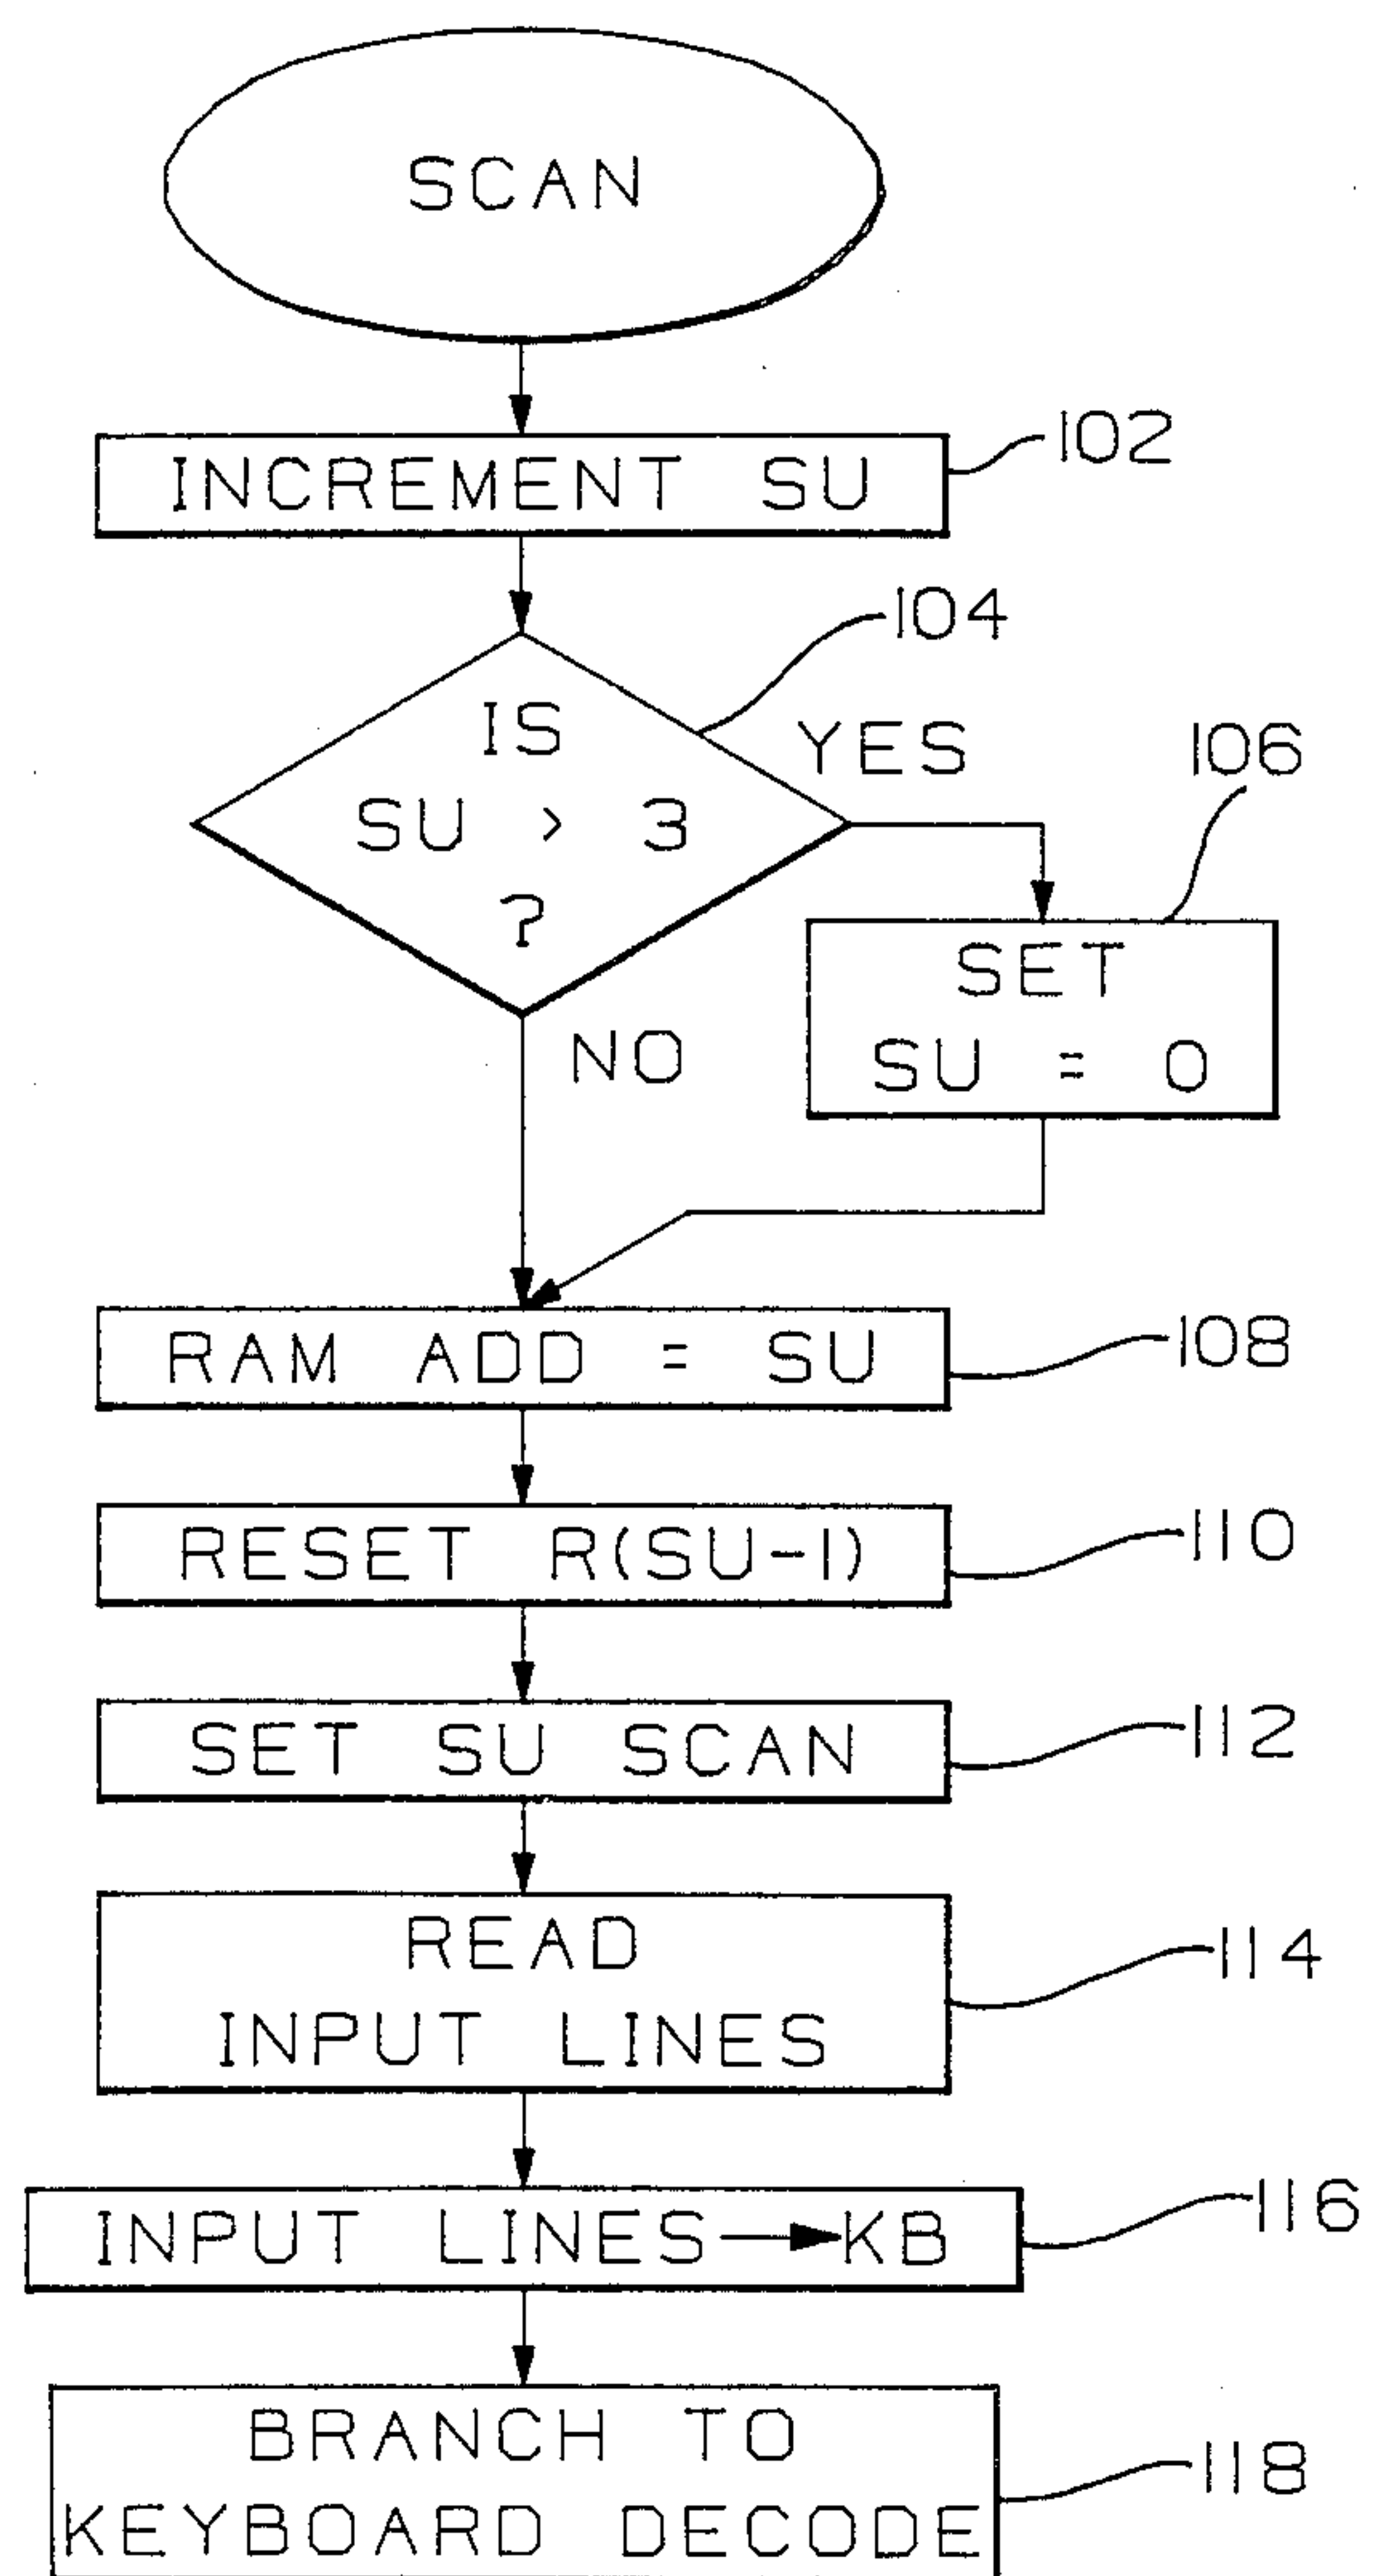 SCAN
INCREMENT SU
102
104
IS
SU > 3
?
YES
106
SET
SU = 0
NO
RAM ADD = SU
108
RESET R(SU-1)
110
SET SU SCAN
112
READ
INPUT LINES
114
INPUT LINES→KB
116
BRANCH TO
KEYBOARD DECODE
118